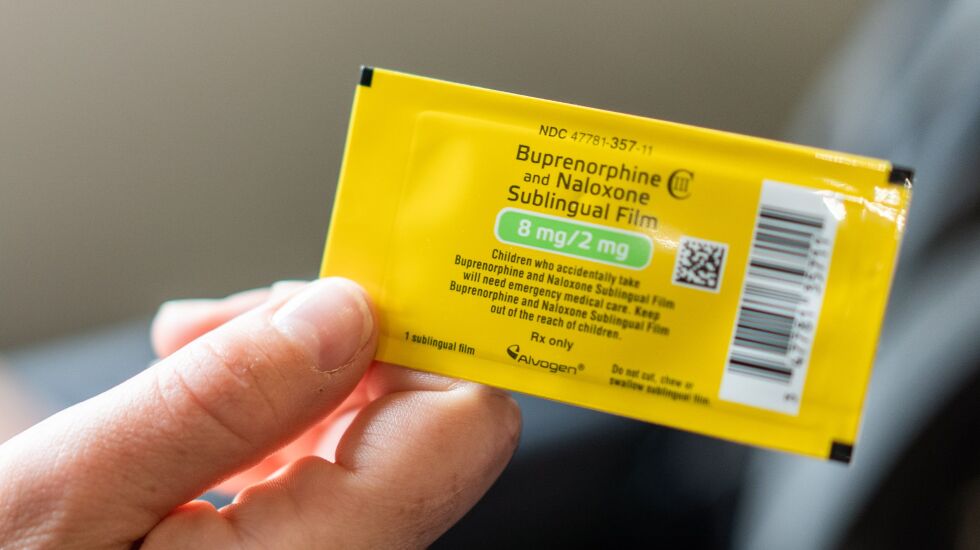 NDC 47781-357-11
Buprenorphine CIII
and Naloxone
Sublingual Film
8 mg/2 mg
Children who accidentally take
Buprenorphine and Naloxone Sublingual Film
will need emergency medical care. Keep
Buprenorphine and Naloxone Sublingual Film
out of the reach of children.
Rx only
1 sublingual film
Alvogen®
Do not cut, chew or
swallow sublingual film.